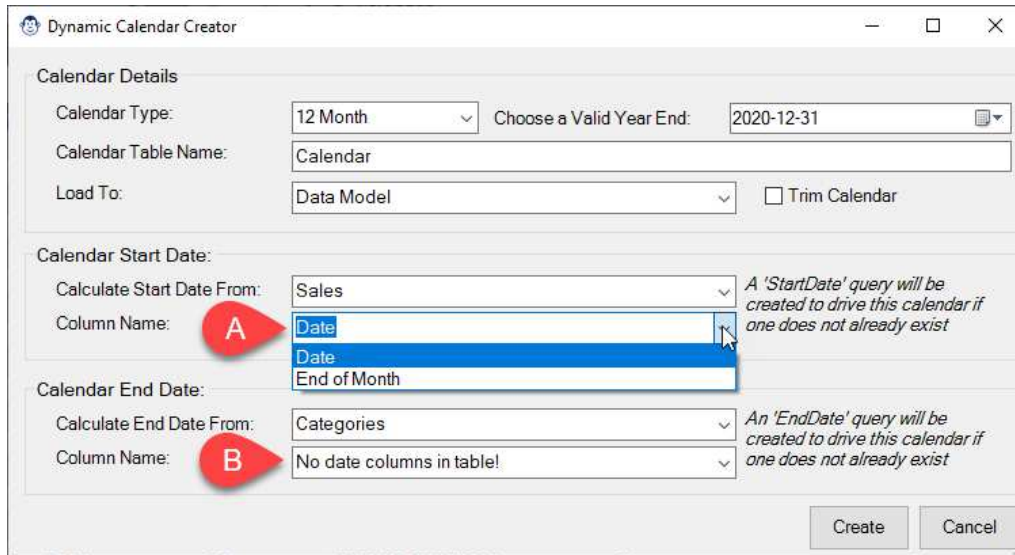 Dynamic Calendar Creator
Calendar Details
Calendar Type: 12 Month Choose a Valid Year End: 2020-12-31
Calendar Table Name: Calendar
Load To: Data Model Trim Calendar
Calendar Start Date:
Calculate Start Date From: Sales
A 'StartDate' query will be
created to drive this calendar if
one does not already exist
Column Name: A Date
Date
End of Month
Calendar End Date:
Calculate End Date From: Categories
An 'EndDate' query will be
created to drive this calendar if
one does not already exist
Column Name: B No date columns in table!
Create Cancel